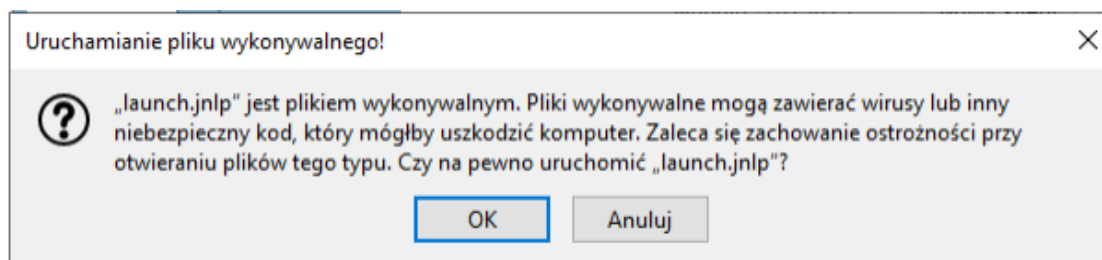 Uruchamianie pliku wykonywalnego!
„launch.jnlp” jest plikiem wykonywalnym. Pliki wykonywalne mogą zawierać wirusy lub inny
niebezpieczny kod, który mógłby uszkodzić komputer. Zaleca się zachowanie ostrożności przy
otwieraniu plików tego typu. Czy na pewno uruchomić „launch.jnlp”?
OK
Anuluj